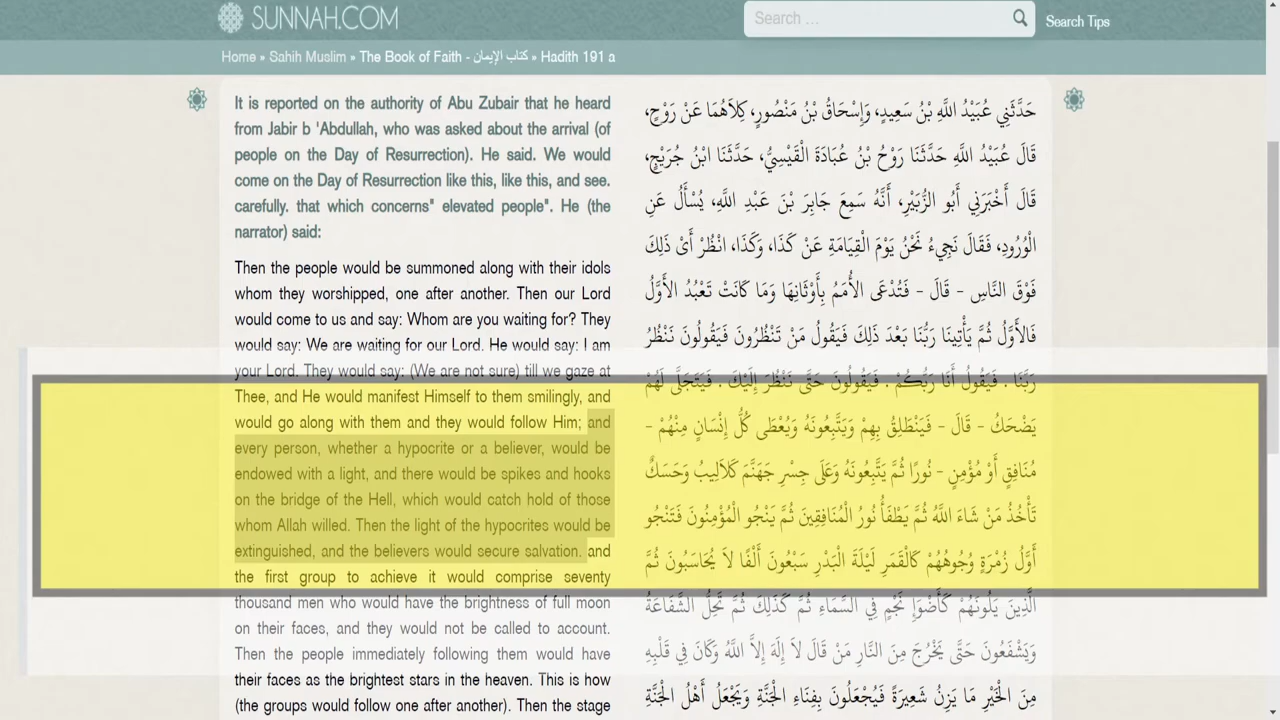 SUNNAH.COM
Search ...
Search Tips
Home » Sahih Muslim » The Book of Faith - كتاب الإيمان » Hadith 191 a
It is reported on the authority of Abu Zubair that he heard
from Jabir b 'Abdullah, who was asked about the arrival (of
people on the Day of Resurrection). He said. We would
come on the Day of Resurrection like this, like this, and see.
carefully. that which concerns" elevated people". He (the
narrator) said:
Then the people would be summoned along with their idols
whom they worshipped, one after another. Then our Lord
would come to us and say: Whom are you waiting for? They
would say: We are waiting for our Lord. He would say: I am
your Lord. They would say: (We are not sure) till we gaze at
Thee, and He would manifest Himself to them smilingly, and
would go along with them and they would follow Him; and
every person, whether a hypocrite or a believer, would be
endowed with a light, and there would be spikes and hooks
on the bridge of the Hell, which would catch hold of those
whom Allah willed. Then the light of the hypocrites would be
extinguished, and the believers would secure salvation. and
the first group to achieve it would comprise seventy
thousand men who would have the brightness of full moon
on their faces, and they would not be called to account.
Then the people immediately following them would have
their faces as the brightest stars in the heaven. This is how
(the groups would follow one after another). Then the stage
حَدَّثَنِي عُبَيْدُ اللَّهِ بْنُ سَعِيدٍ، وَإِسْحَاقُ بْنُ مَنْصُورٍ، كِلاَهُمَا عَنْ رَوْحٍ،
قَالَ عُبَيْدُ اللَّهِ حَدَّثَنَا رَوْحُ بْنُ عُبَادَةَ الْقَيْسِيُّ، حَدَّثَنَا ابْنُ جُرَيْجٍ،
قَالَ أَخْبَرَنِي أَبُو الزُّبَيْرِ، أَنَّهُ سَمِعَ جَابِرَ بْنَ عَبْدِ اللَّهِ، يُسْأَلُ عَنِ
الْوُرُودِ، فَقَالَ نَجِيءُ نَحْنُ يَوْمَ الْقِيَامَةِ عَنْ كَذَا، وَكَذَا، انْظُرْ أَىْ ذَلِكَ
فَوْقَ النَّاسِ - قَالَ - فَتُدْعَى الأُمَمُ بِأَوْثَانِهَا وَمَا كَانَتْ تَعْبُدُ الأَوَّلُ
فَالأَوَّلُ ثُمَّ يَأْتِينَا رَبُّنَا بَعْدَ ذَلِكَ فَيَقُولُ مَنْ تَنْظُرُونَ فَيَقُولُونَ نَنْظُرُ
رَبَّنَا . فَيَقُولُ أَنَا رَبُّكُمْ . فَيَقُولُونَ حَتَّى نَنْظُرَ إِلَيْكَ . فَيَتَجَلَّى لَهُمْ
يَضْحَكُ - قَالَ - فَيَنْطَلِقُ بِهِمْ وَيَتَّبِعُونَهُ وَيُعْطَى كُلُّ إِنْسَانٍ مِنْهُمْ -
مُنَافِقٍ أَوْ مُؤْمِنٍ - نُورًا ثُمَّ يَتَّبِعُونَهُ وَعَلَى جِسْرِ جَهَنَّمَ كَلاَلِيبُ وَحَسَكٌ
تَأْخُذُ مَنْ شَاءَ اللَّهُ ثُمَّ يَطْفَأُ نُورُ الْمُنَافِقِينَ ثُمَّ يَنْجُو الْمُؤْمِنُونَ فَتَنْجُو
أَوَّلُ زُمْرَةٍ وُجُوهُهُمْ كَالْقَمَرِ لَيْلَةَ الْبَدْرِ سَبْعُونَ أَلْفًا لاَ يُحَاسَبُونَ ثُمَّ
الَّذِينَ يَلُونَهُمْ كَأَضْوَإِ نَجْمٍ فِي السَّمَاءِ ثُمَّ كَذَلِكَ ثُمَّ تَحِلُّ الشَّفَاعَةُ
وَيَشْفَعُونَ حَتَّى يَخْرُجَ مِنَ النَّارِ مَنْ قَالَ لاَ إِلَهَ إِلاَّ اللَّهُ وَكَانَ فِي قَلْبِهِ
مِنَ الْخَيْرِ مَا يَزِنُ شَعِيرَةً فَيُجْعَلُونَ بِفِنَاءِ الْجَنَّةِ وَيَجْعَلُ أَهْلُ الْجَنَّةِ